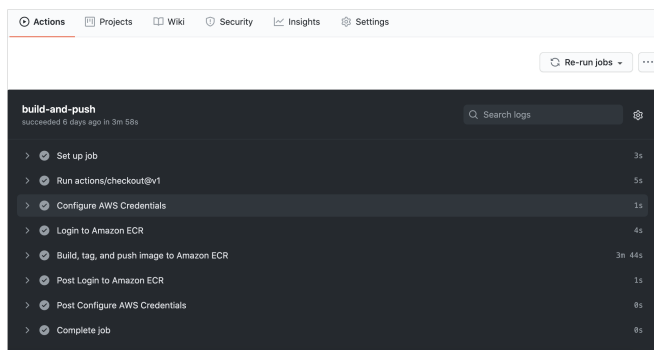 Actions Projects Wiki Security Insights Settings
Re-run jobs
build-and-push
succeeded 6 days ago in 3m 58s
Search logs
Set up job 3s
Run actions/checkout@v1 5s
Configure AWS Credentials 1s
Login to Amazon ECR 4s
Build, tag, and push image to Amazon ECR 3m 44s
Post Login to Amazon ECR 1s
Post Configure AWS Credentials 0s
Complete job 0s